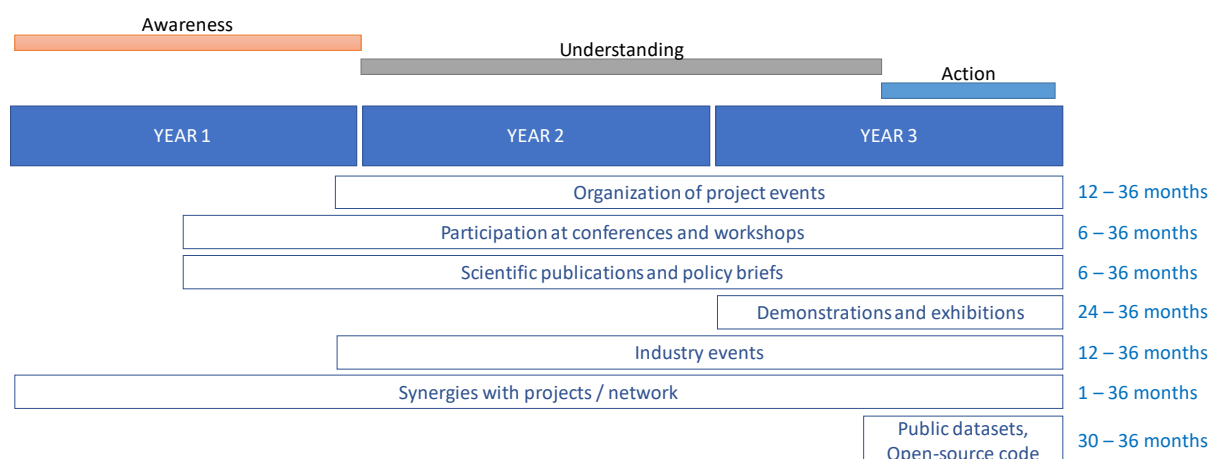 Awareness
Understanding
Action
YEAR 1
YEAR 2
YEAR 3
Organization of project events
12 – 36 months
Participation at conferences and workshops
6 – 36 months
Scientific publications and policy briefs
6 – 36 months
Demonstrations and exhibitions
24 – 36 months
Industry events
12 – 36 months
Synergies with projects / network
1 – 36 months
Public datasets,
Open-source code
30 – 36 months